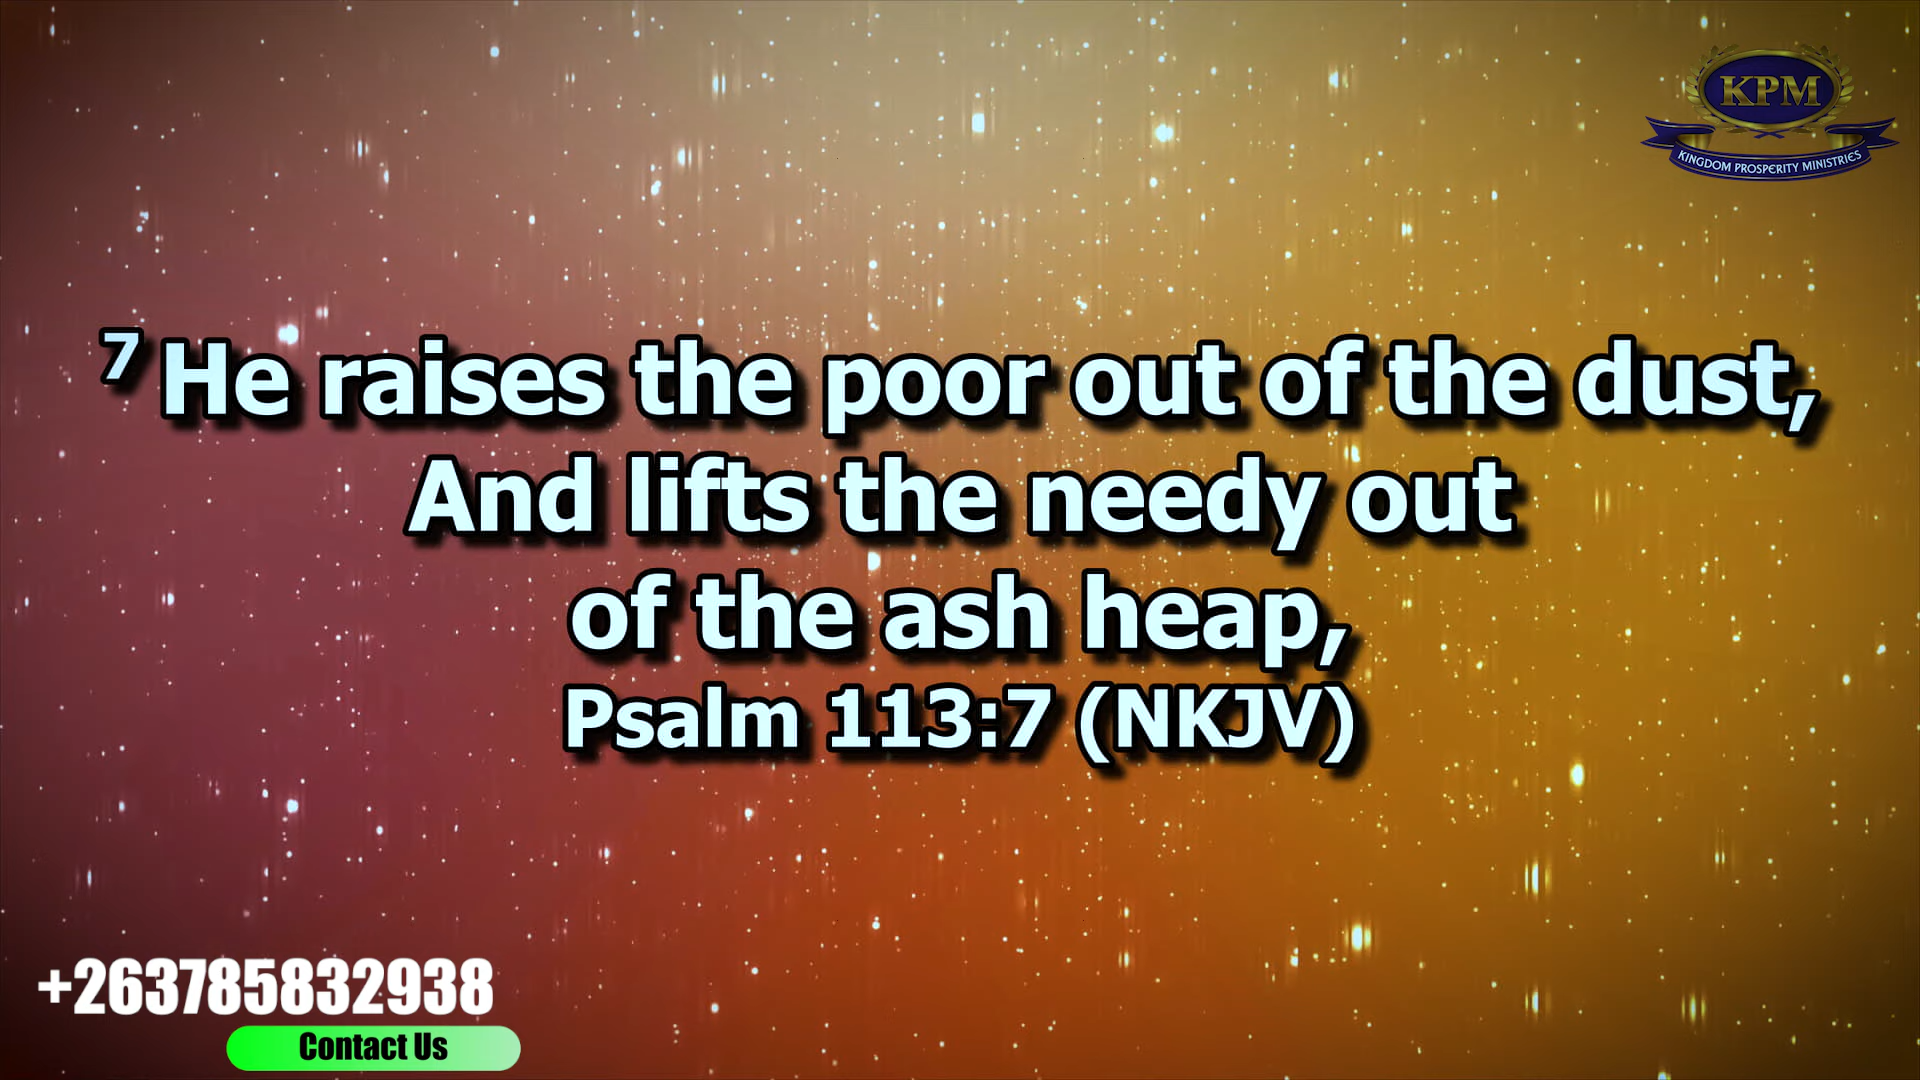 KPM
KINGDOM PROSPERITY MINISTRIES
7 He raises the poor out of the dust,
And lifts the needy out
of the ash heap,
Psalm 113:7 (NKJV)
+263785832938
Contact Us